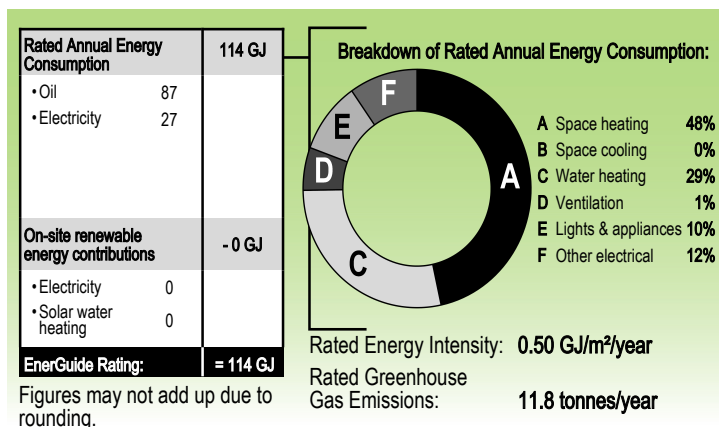 Rated Annual Energy
Consumption
114 GJ
• Oil 87
• Electricity 27
On-site renewable
energy contributions
- 0 GJ
• Electricity 0
• Solar water
heating 0
EnerGuide Rating: = 114 GJ
Figures may not add up due to
rounding.
Breakdown of Rated Annual Energy Consumption:
F
E
D
A
C
A Space heating 48%
B Space cooling 0%
C Water heating 29%
D Ventilation 1%
E Lights & appliances 10%
F Other electrical 12%
Rated Energy Intensity: 0.50 GJ/m²/year
Rated Greenhouse
Gas Emissions: 11.8 tonnes/year